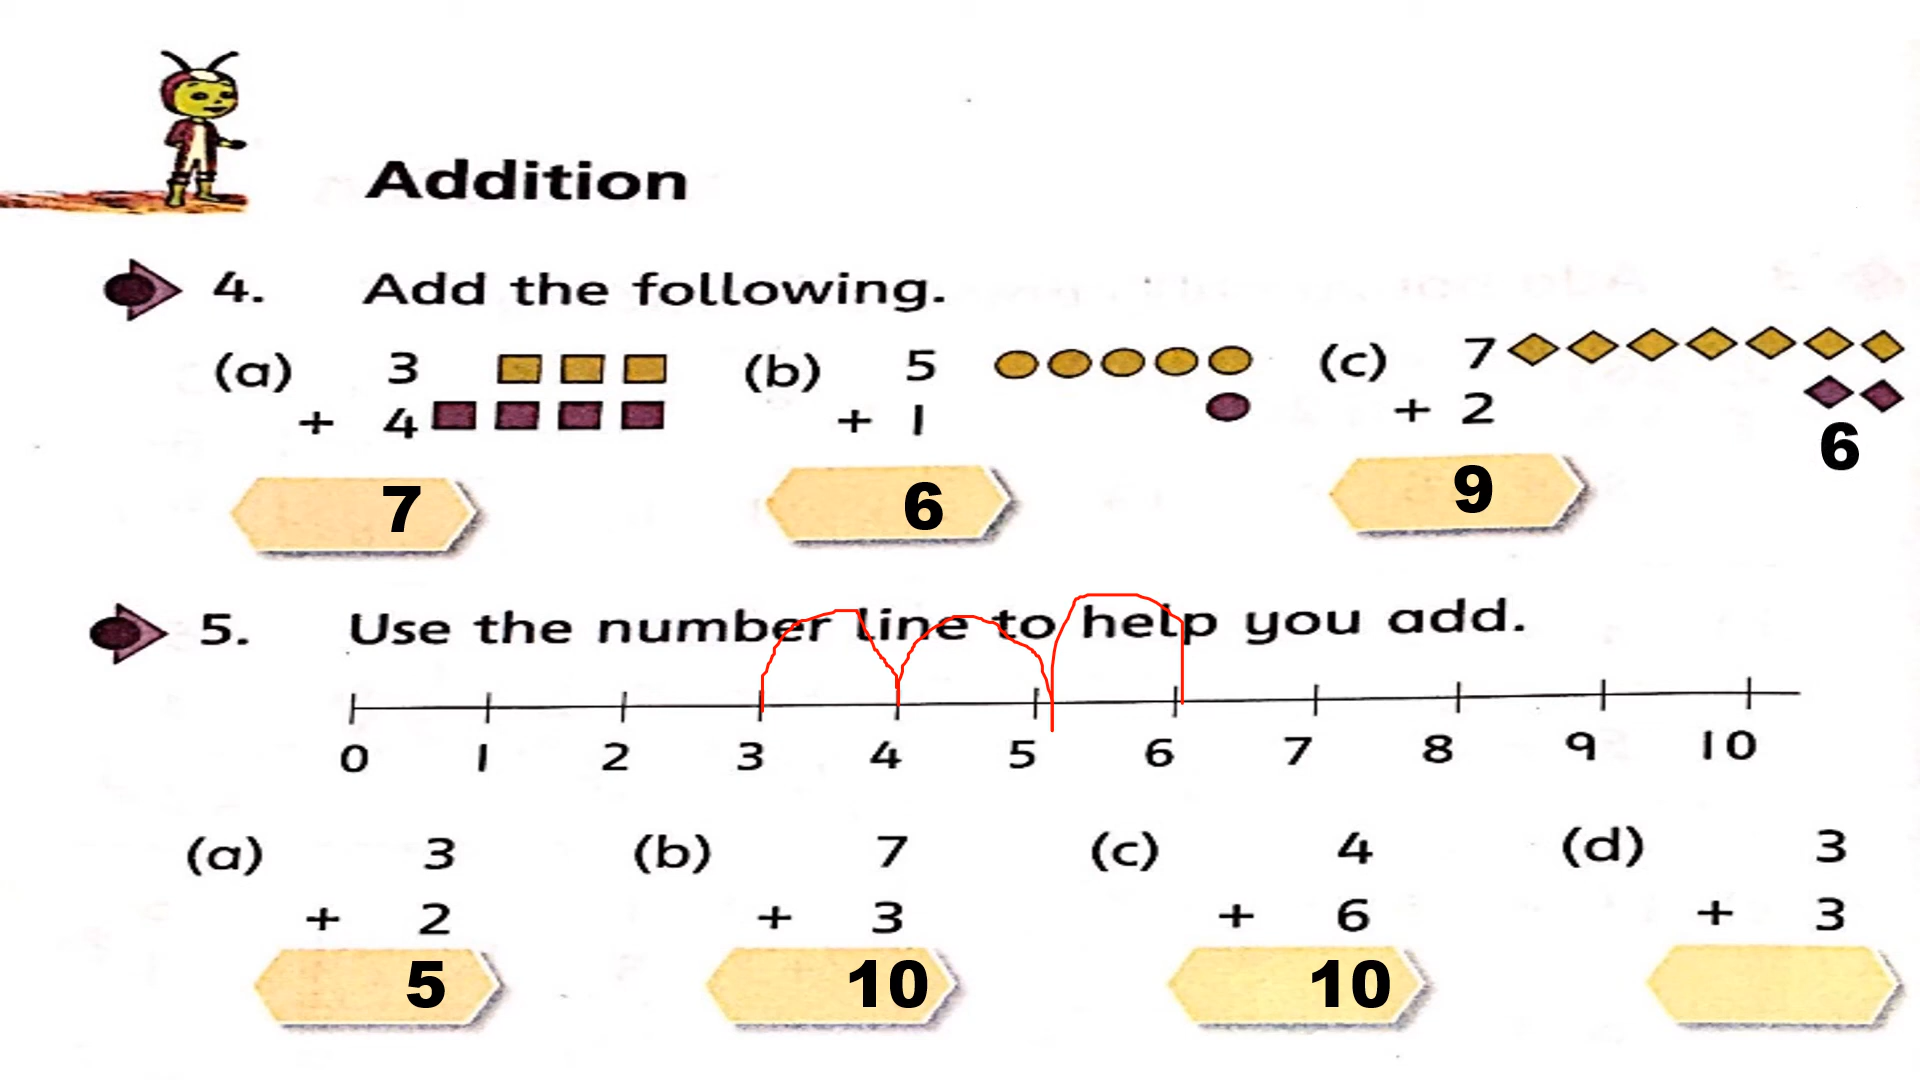 Addition
4. Add the following.
(a) 3 (b) 5 (c) 7
+ 4 + 1 + 2
6
7 6 9
5. Use the number line to help you add.
0 1 2 3 4 5 6 7 8 9 10
(a) 3 (b) 7 (c) 4 (d) 3
+ 2 + 3 + 6 + 3
5 10 10